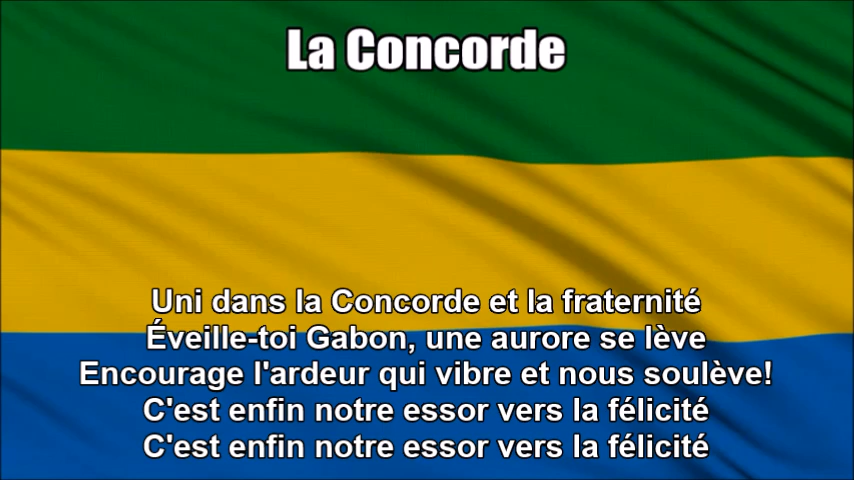 La Concorde
Uni dans la Concorde et la fraternité
Éveille-toi Gabon, une aurore se lève
Encourage l'ardeur qui vibre et nous soulève!
C'est enfin notre essor vers la félicité
C'est enfin notre essor vers la félicité